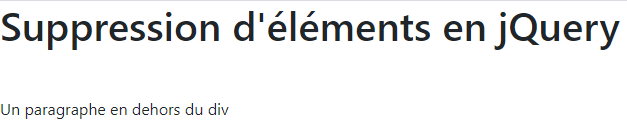 Suppression d'éléments en jQuery
Un paragraphe en dehors du div